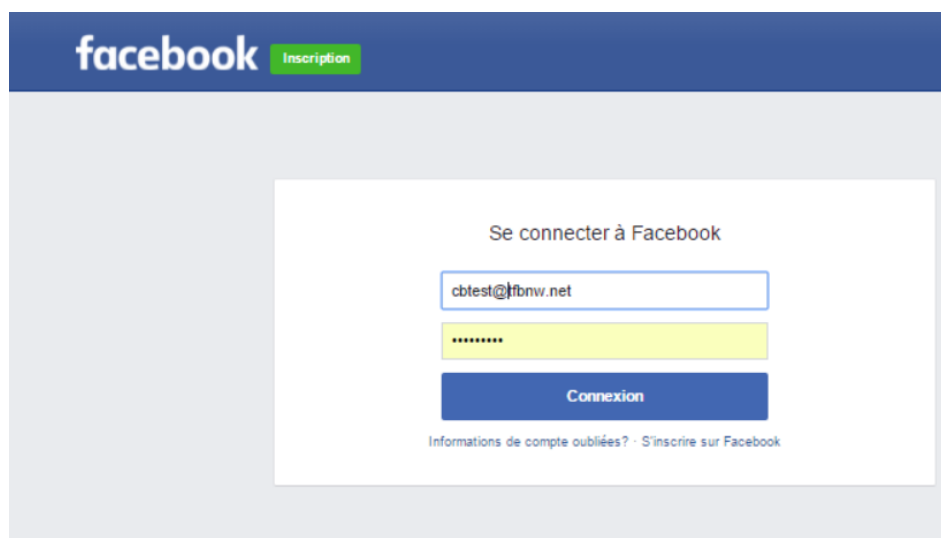 facebook Inscription
Se connecter à Facebook
cbtest@tfbnw.net
•••••••••
Connexion
Informations de compte oubliées? · S'inscrire sur Facebook